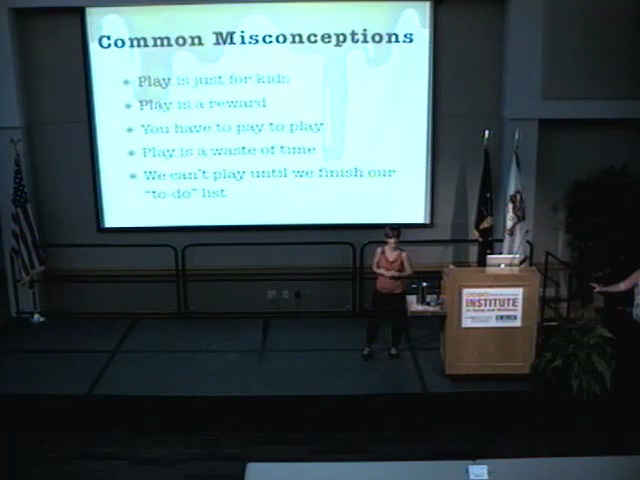 Common Misconceptions
Play is just for kids
Play is a reward
You have to pay to play
Play is a waste of time
We can't play until we finish our
"to do" list
INSTITUTE